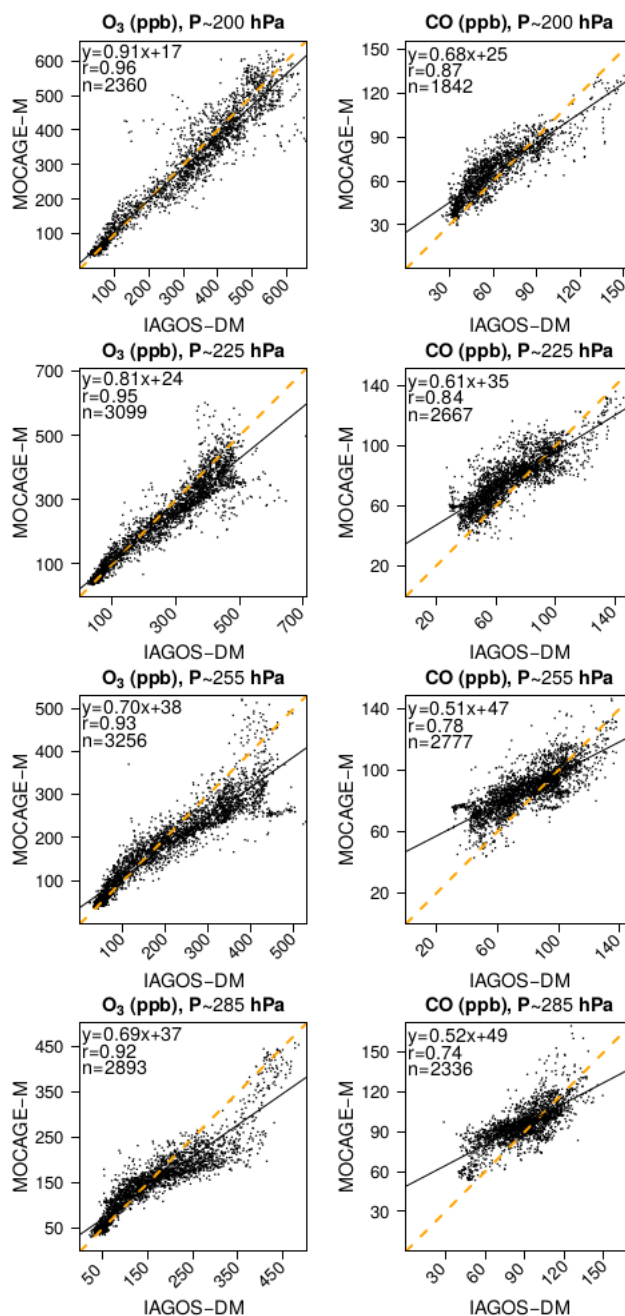 O₃ (ppb), P~200 hPa
y=0.91x+17
r=0.96
n=2360
600
500
400
300
200
100
MOCAGE−M
100
200
300
400
500
600
IAGOS−DM
CO (ppb), P~200 hPa
y=0.68x+25
r=0.87
n=1842
150
120
90
60
30
MOCAGE−M
30
60
90
120
150
IAGOS−DM
O₃ (ppb), P~225 hPa
y=0.81x+24
r=0.95
n=3099
700
500
300
100
MOCAGE−M
100
300
500
700
IAGOS−DM
CO (ppb), P~225 hPa
y=0.61x+35
r=0.84
n=2667
140
100
60
20
MOCAGE−M
20
60
100
140
IAGOS−DM
O₃ (ppb), P~255 hPa
y=0.70x+38
r=0.93
n=3256
500
400
300
200
100
MOCAGE−M
100
200
300
400
500
IAGOS−DM
CO (ppb), P~255 hPa
y=0.51x+47
r=0.78
n=2777
140
100
60
20
MOCAGE−M
20
60
100
140
IAGOS−DM
O₃ (ppb), P~285 hPa
y=0.69x+37
r=0.92
n=2893
450
350
250
150
50
MOCAGE−M
50
150
250
350
450
IAGOS−DM
CO (ppb), P~285 hPa
y=0.52x+49
r=0.74
n=2336
150
120
90
60
30
MOCAGE−M
30
60
90
120
150
IAGOS−DM